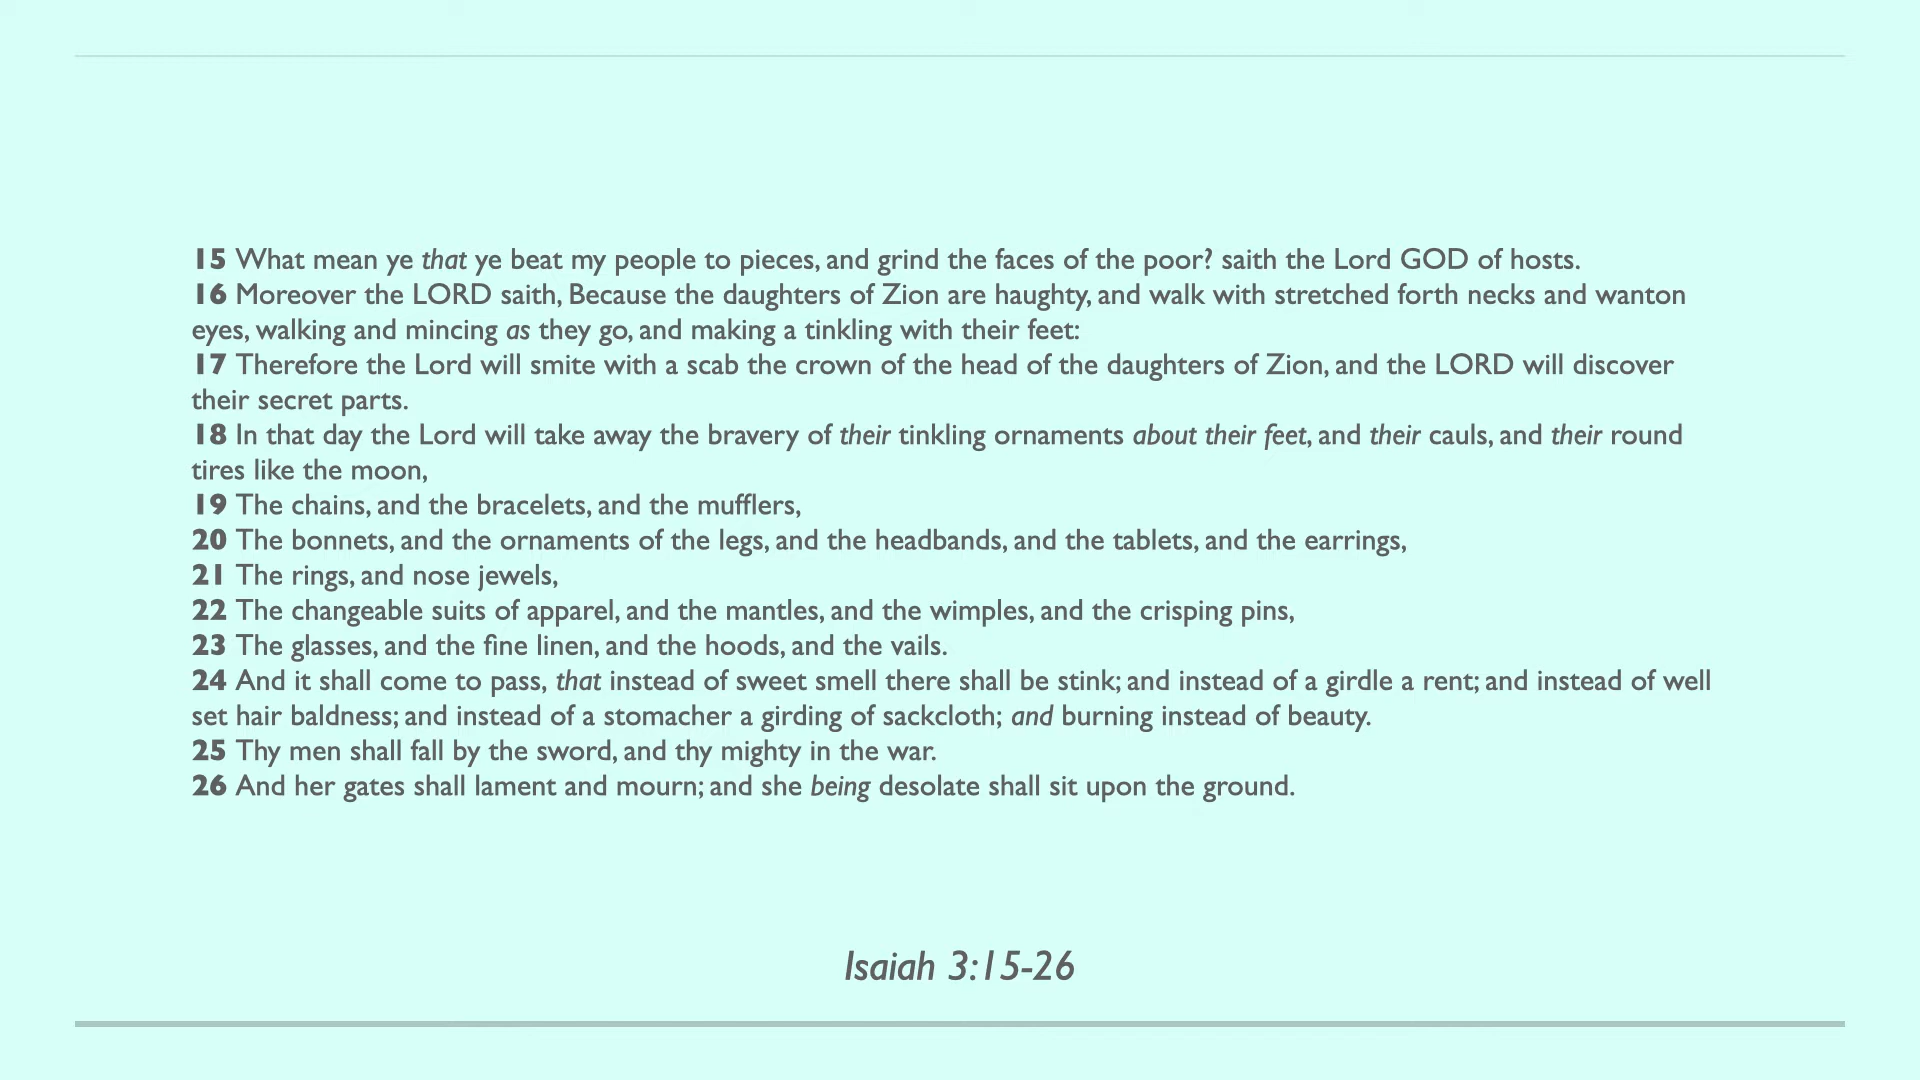 15 What mean ye that ye beat my people to pieces, and grind the faces of the poor? saith the Lord GOD of hosts.
16 Moreover the LORD saith, Because the daughters of Zion are haughty, and walk with stretched forth necks and wanton
eyes, walking and mincing as they go, and making a tinkling with their feet:
17 Therefore the Lord will smite with a scab the crown of the head of the daughters of Zion, and the LORD will discover
their secret parts.
18 In that day the Lord will take away the bravery of their tinkling ornaments about their feet, and their cauls, and their round
tires like the moon,
19 The chains, and the bracelets, and the mufflers,
20 The bonnets, and the ornaments of the legs, and the headbands, and the tablets, and the earrings,
21 The rings, and nose jewels,
22 The changeable suits of apparel, and the mantles, and the wimples, and the crisping pins,
23 The glasses, and the fine linen, and the hoods, and the vails.
24 And it shall come to pass, that instead of sweet smell there shall be stink; and instead of a girdle a rent; and instead of well
set hair baldness; and instead of a stomacher a girding of sackcloth; and burning instead of beauty.
25 Thy men shall fall by the sword, and thy mighty in the war.
26 And her gates shall lament and mourn; and she being desolate shall sit upon the ground.
Isaiah 3:15-26